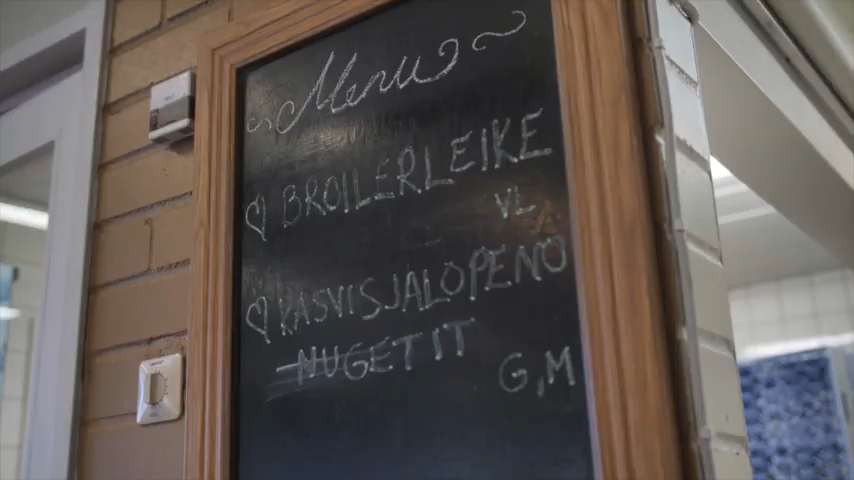 Menu
BROILERLEIKE
VL
KASVISJALOPENO
NUGETIT
G,M